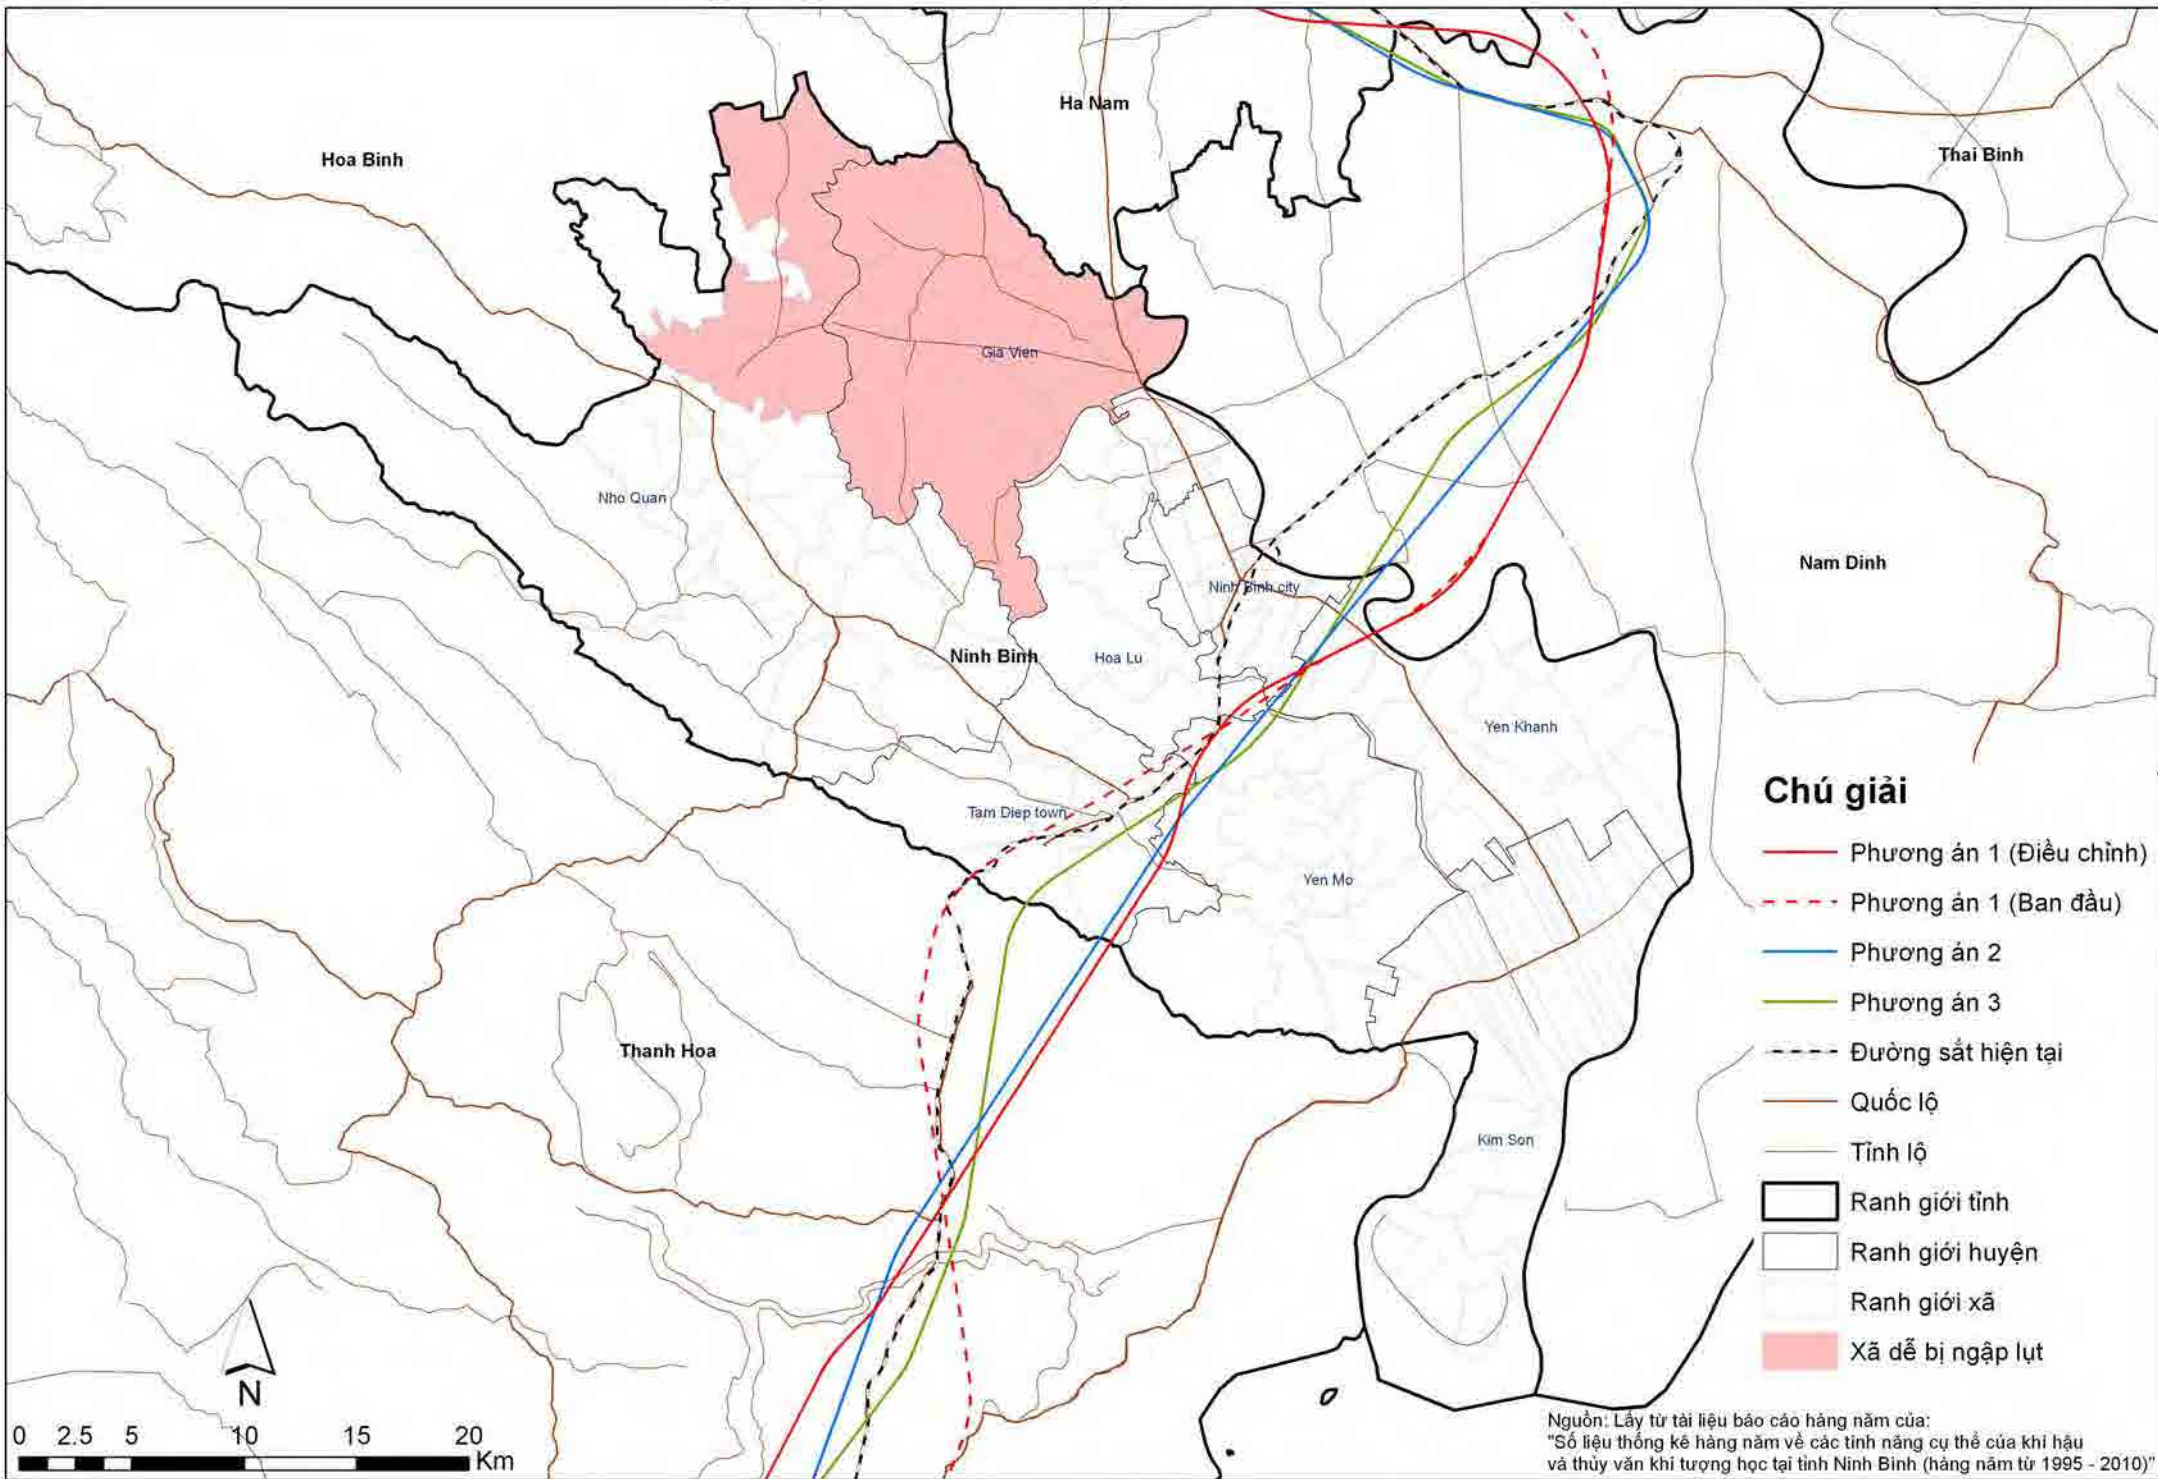 Ha Nam
Hoa Binh
Thai Binh
Gia Vien
Nho Quan
Nam Dinh
Ninh Binh city
Ninh Binh
Hoa Lu
Yen Khanh
Tam Diep town
Yen Mo
Thanh Hoa
Kim Son
Chú giải
Phương án 1 (Điều chỉnh)
Phương án 1 (Ban đầu)
Phương án 2
Phương án 3
Đường sắt hiện tại
Quốc lộ
Tỉnh lộ
Ranh giới tỉnh
Ranh giới huyện
Ranh giới xã
Xã dễ bị ngập lụt
N
0 2.5 5 10 15 20
Km
Nguồn: Lấy từ tài liệu báo cáo hàng năm của:
"Số liệu thống kê hàng năm về các tính năng cụ thể của khí hậu
và thủy văn khí tượng học tại tỉnh Ninh Bình (hàng năm từ 1995 - 2010)"